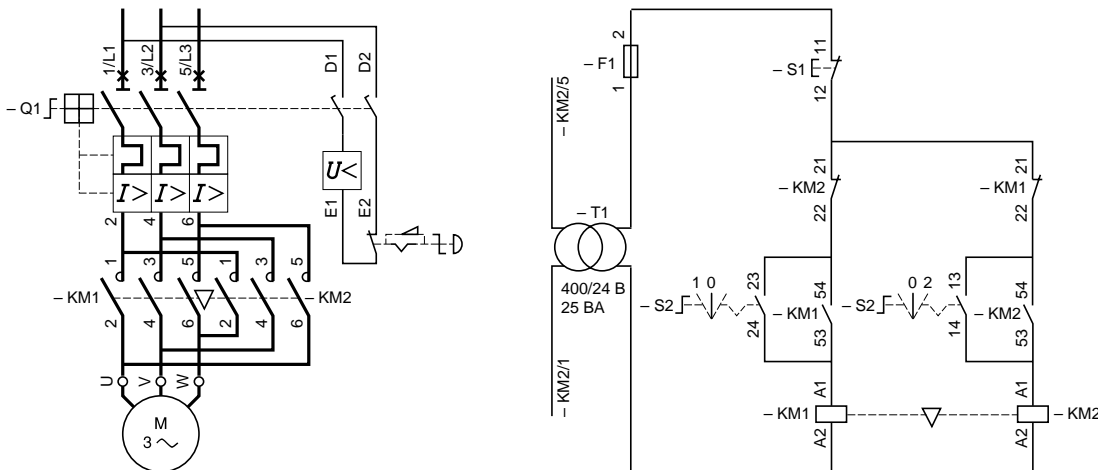 1/L1
3/L2
5/L3
D1
D2
– Q1
U<
I>
I>
I>
E1
E2
2
4
6
1
3
5
1
3
5
– KM1
– KM2
2
4
6
2
4
6
U
V
W
M
3 ~
2
– F1
1
– KM2/5
– T1
400/24 В
25 ВА
– KM2/1
11
– S1
12
21
– KM2
22
21
– KM1
22
1 0
– S2
23
24
54
– KM1
53
0 2
– S2
13
14
54
– KM2
53
A1
– KM1
A2
A1
– KM2
A2